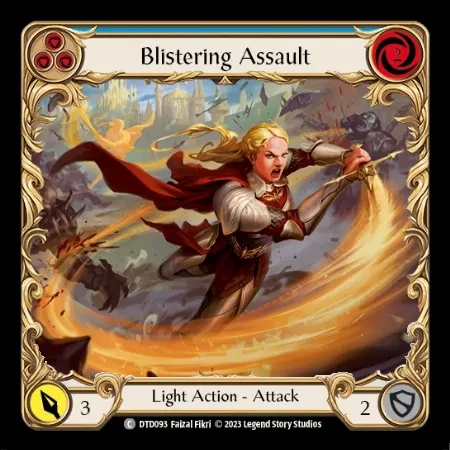 Blistering Assault
2
Light Action - Attack
3
2
C DTD093 Faizal Fikri © 2023 Legend Story Studios